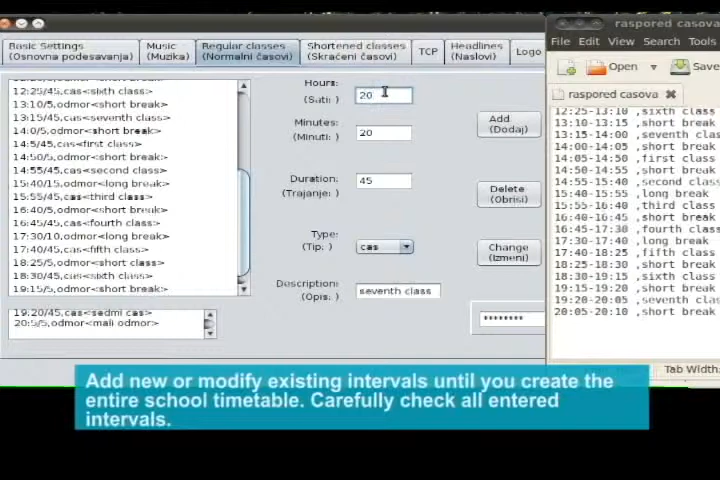 raspored casova
Basic Settings
(Osnovna podesavanja)
Music
(Muzika)
Regular classes
(Normalni časovi)
Shortened classes
(Skraćeni časovi)
TCP
Headlines
(Naslovi)
Logo
File Edit View Search Tools
Open
Save
raspored casova
12:25/45,cas<sixth class>
13:10/5,odmor<short break>
13:15/45,cas<seventh class>
14:0/5,odmor<short break>
14:5/45,cas<first class>
14:50/5,odmor<short break>
14:55/45,cas<second class>
15:40/15,odmor<long break>
15:55/45,cas<third class>
16:40/5,odmor<short break>
16:45/45,cas<fourth class>
17:30/10,odmor<long break>
17:40/45,cas<fifth class>
18:25/5,odmor<short class>
18:30/45,cas<sixth class>
19:15/5,odmor<short break>
19:20/45,cas<sedmi cas>
20:5/5,odmor<mali odmor>
Hours:
(Sati: )
20
Minutes:
(Minuti: )
20
Duration:
(Trajanje: )
45
Type:
(Tip: )
cas
Description:
(Opis: )
seventh class
Add
(Dodaj)
Delete
(Obrisi)
Change
(Izmeni)
********
12:25-13:10 ,sixth class
13:10-13:15 ,short break
13:15-14:00 ,seventh clas
14:00-14:05 ,short break
14:05-14:50 ,first class
14:50-14:55 ,short break
14:55-15:40 ,second class
15:40-15:55 ,long break
15:55-16:40 ,third class
16:40-16:45 ,short break
16:45-17:30 ,fourth class
17:30-17:40 ,long break
17:40-18:25 ,fifth class
18:25-18:30 ,short break
18:30-19:15 ,sixth class
19:15-19:20 ,short break
19:20-20:05 ,seventh clas
20:05-20:10 ,short break
Tab Width:
Add new or modify existing intervals until you create the
entire school timetable. Carefully check all entered
intervals.